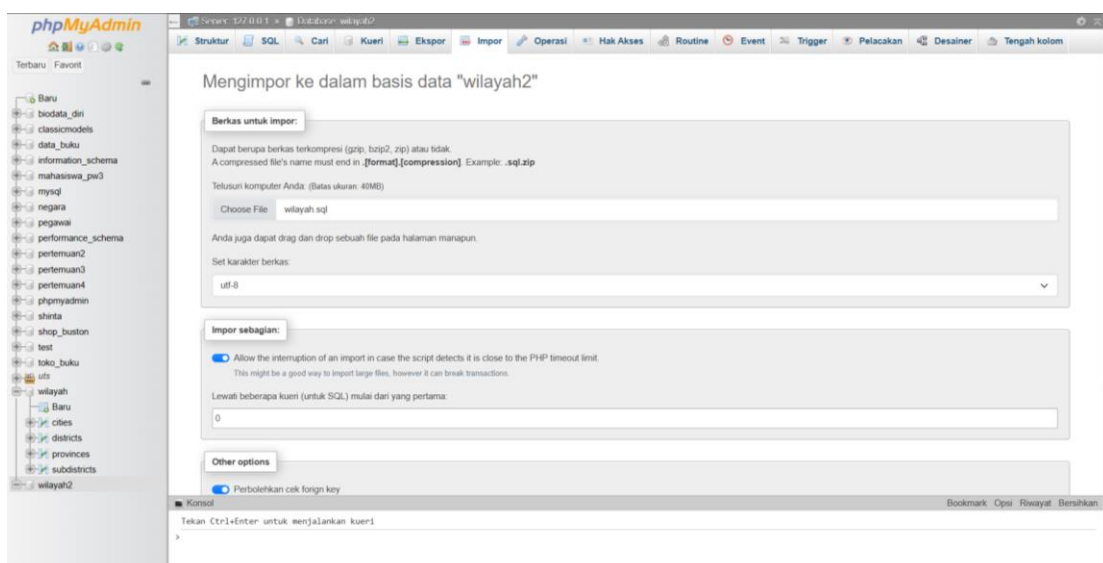 phpMyAdmin
Terbaru Favorit
Baru
biodata_diri
classicmodels
data_buku
information_schema
mahasiswa_pw3
mysql
negara
pegawai
performance_schema
pertemuan2
pertemuan3
pertemuan4
phpmyadmin
shinta
shop_buston
test
toko_buku
uts
wilayah
Baru
cities
districts
provinces
subdistricts
wilayah2
Server: 127.0.0.1 » Database: wilayah2
Struktur SQL Cari Kueri Ekspor Impor Operasi Hak Akses Routine Event Trigger Pelacakan Desainer Tengah kolom
Mengimpor ke dalam basis data "wilayah2"
Berkas untuk impor:
Dapat berupa berkas terkompresi (gzip, bzip2, zip) atau tidak.
A compressed file's name must end in .[format].[compression]. Example: .sql.zip
Telusuri komputer Anda: (Batas ukuran: 40MB)
Choose File wilayah.sql
Anda juga dapat drag dan drop sebuah file pada halaman manapun.
Set karakter berkas:
utf-8
Impor sebagian:
Allow the interruption of an import in case the script detects it is close to the PHP timeout limit.
This might be a good way to import large files, however it can break transactions.
Lewati beberapa kueri (untuk SQL) mulai dari yang pertama:
0
Other options
Perbolehkan cek forign key
Konsol Bookmark Opsi Riwayat Bersihkan
Tekan Ctrl+Enter untuk menjalankan kueri
>